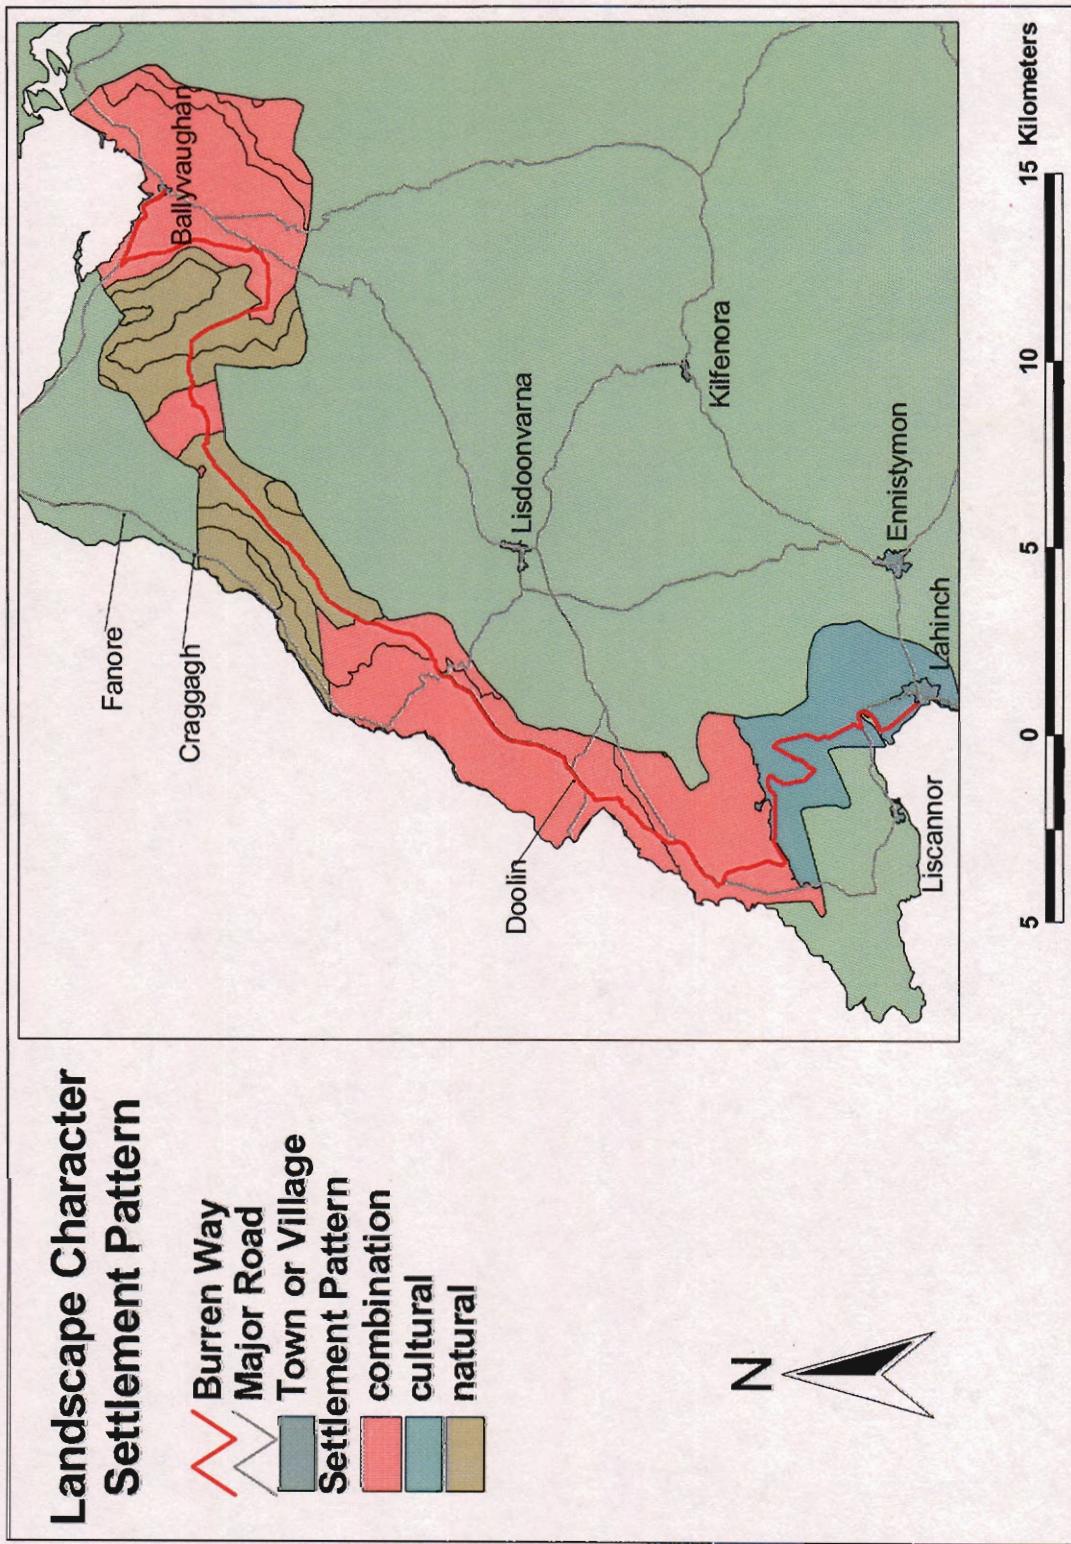 Landscape Character
Settlement Pattern
Burren Way
Major Road
Town or Village
Settlement Pattern
combination
cultural
natural
N
Fanore
Craggagh
Ballyvaughan
Doolin
Lisdoonvarna
Kilfenora
Ennistymon
Lahinch
Liscannor
5 0 5 10 15 Kilometers